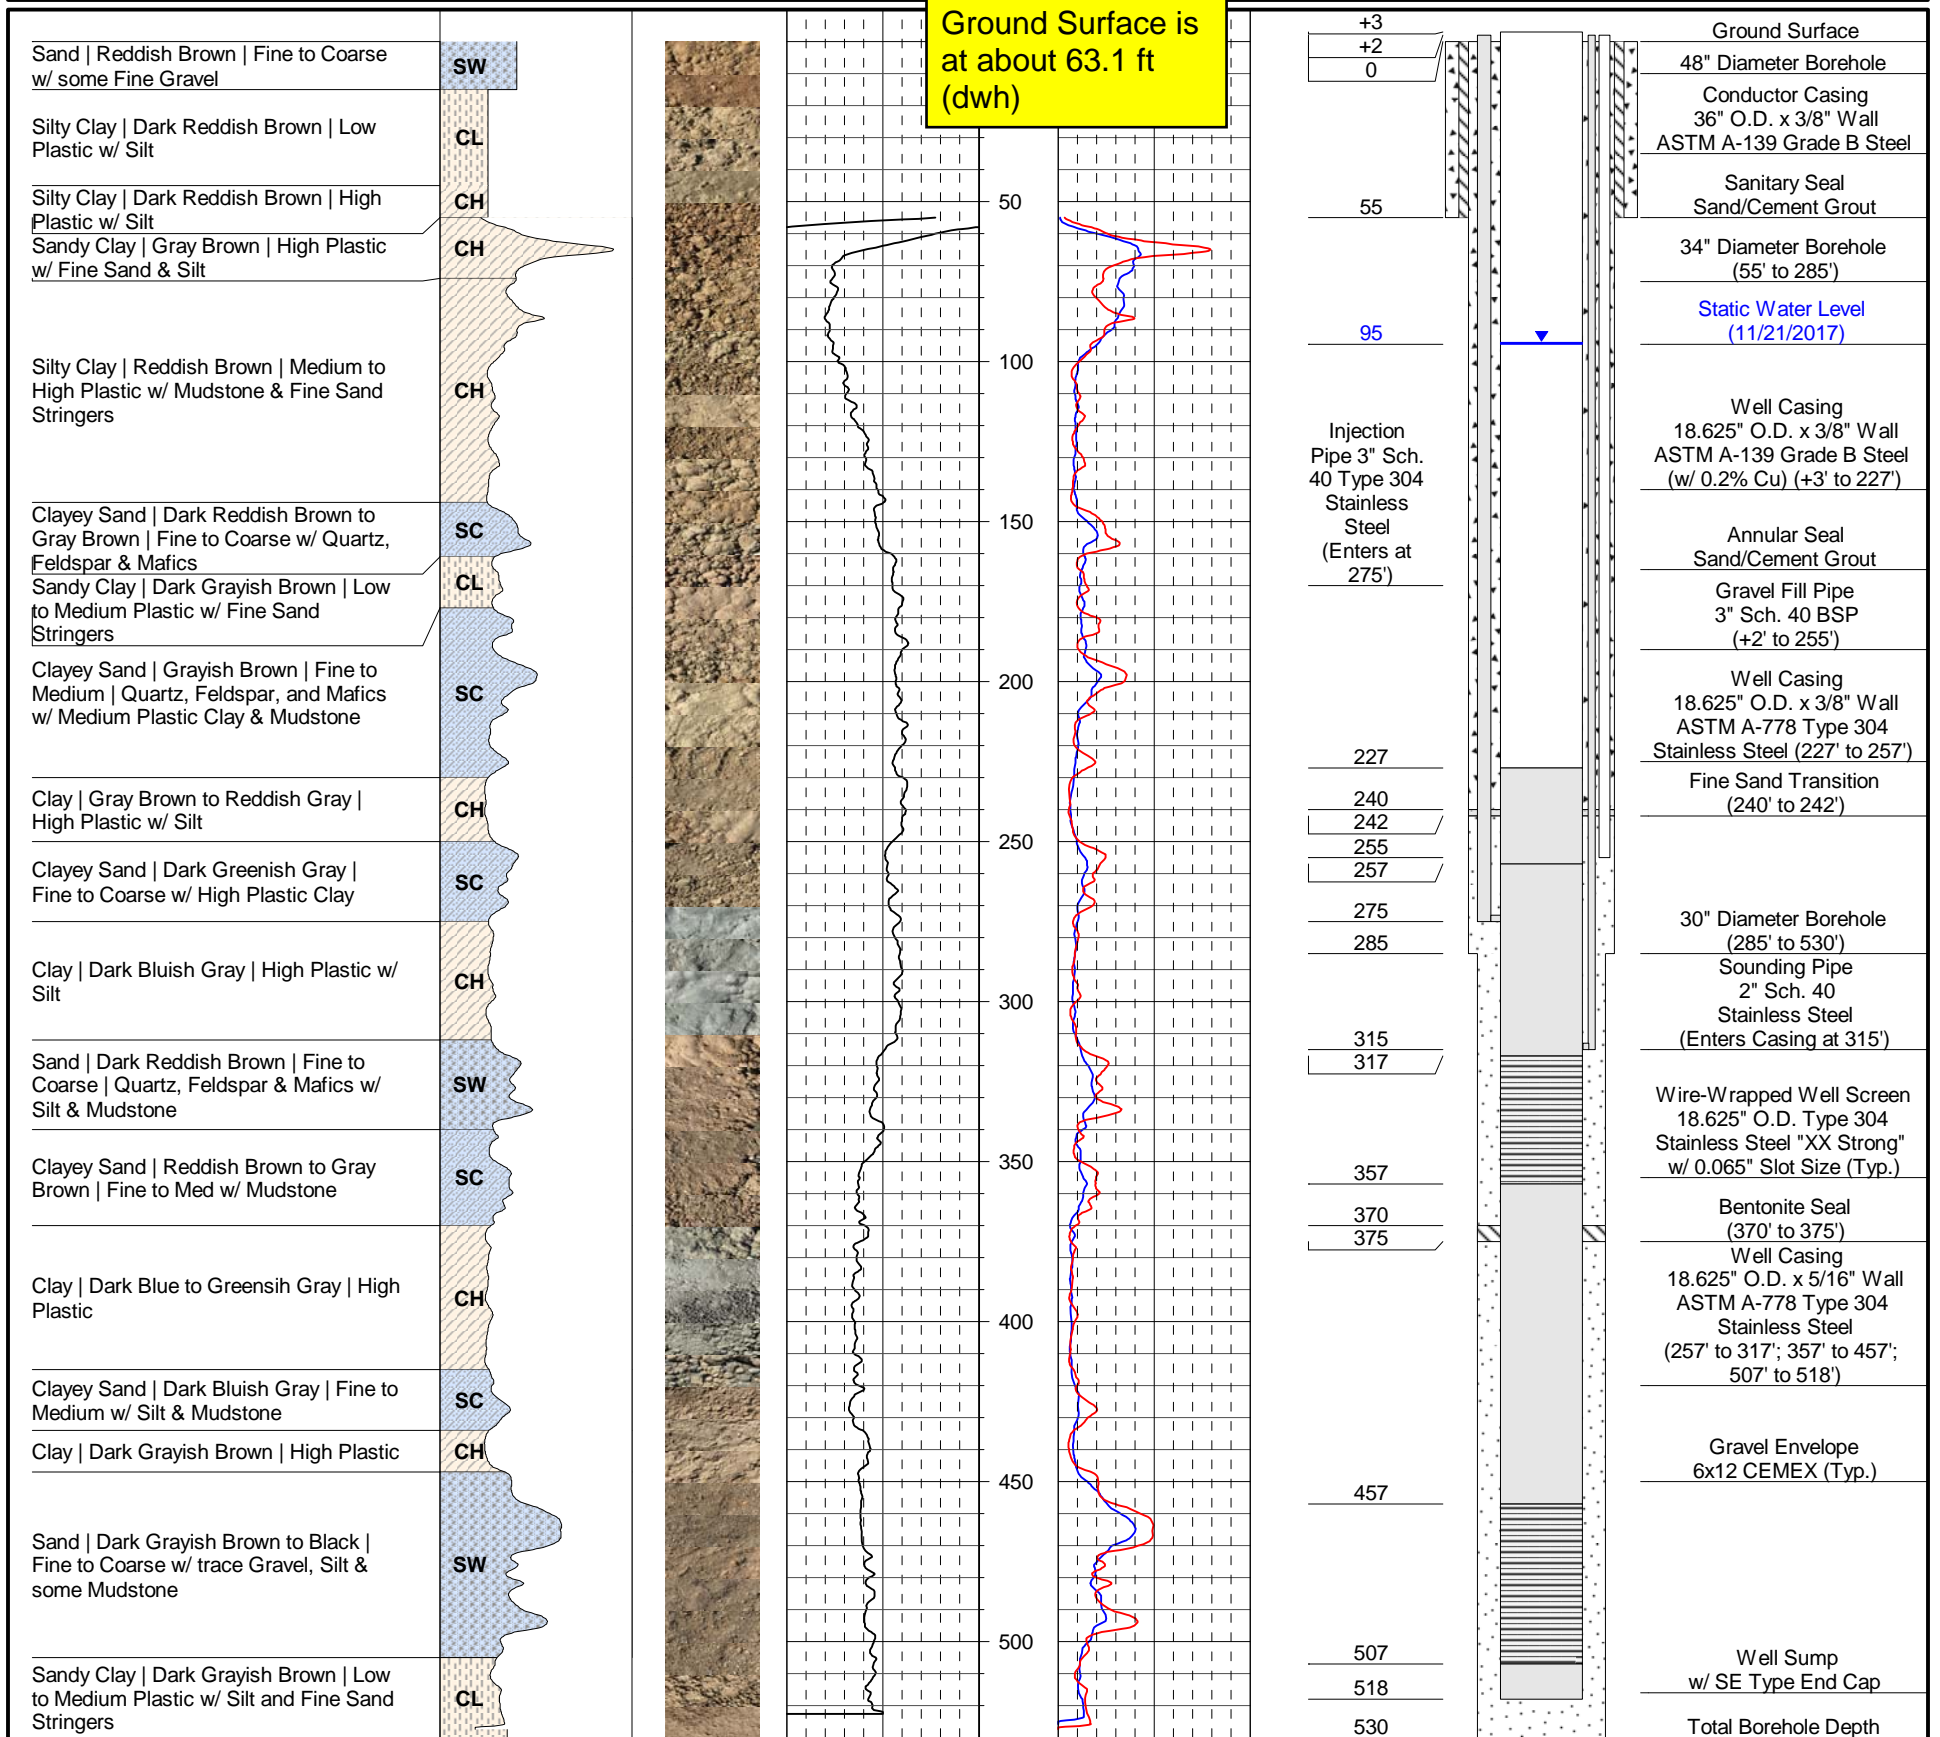 Ground Surface is
at about 63.1 ft
(dwh)
Sand | Reddish Brown | Fine to Coarse
w/ some Fine Gravel
Silty Clay | Dark Reddish Brown | Low
Plastic w/ Silt
Silty Clay | Dark Reddish Brown | High
Plastic w/ Silt
Sandy Clay | Gray Brown | High Plastic
w/ Fine Sand & Silt
Silty Clay | Reddish Brown | Medium to
High Plastic w/ Mudstone & Fine Sand
Stringers
Clayey Sand | Dark Reddish Brown to
Gray Brown | Fine to Coarse w/ Quartz,
Feldspar & Mafics
Sandy Clay | Dark Grayish Brown | Low
to Medium Plastic w/ Fine Sand
Stringers
Clayey Sand | Grayish Brown | Fine to
Medium | Quartz, Feldspar, and Mafics
w/ Medium Plastic Clay & Mudstone
Clay | Gray Brown to Reddish Gray |
High Plastic w/ Silt
Clayey Sand | Dark Greenish Gray |
Fine to Coarse w/ High Plastic Clay
Clay | Dark Bluish Gray | High Plastic w/
Silt
Sand | Dark Reddish Brown | Fine to
Coarse | Quartz, Feldspar & Mafics w/
Silt & Mudstone
Clayey Sand | Reddish Brown to Gray
Brown | Fine to Med w/ Mudstone
Clay | Dark Blue to Greensih Gray | High
Plastic
Clayey Sand | Dark Bluish Gray | Fine to
Medium w/ Silt & Mudstone
Clay | Dark Grayish Brown | High Plastic
Sand | Dark Grayish Brown to Black |
Fine to Coarse w/ trace Gravel, Silt &
some Mudstone
Sandy Clay | Dark Grayish Brown | Low
to Medium Plastic w/ Silt and Fine Sand
Stringers
SW
CL
CH
CH
CH
SC
CL
SC
CH
SC
CH
SW
SC
CH
SC
CH
SW
CL
50
100
150
200
250
300
350
400
450
500
+3
+2
0
55
95
Injection
Pipe 3" Sch.
40 Type 304
Stainless
Steel
(Enters at
275')
227
240
242
255
257
275
285
315
317
357
370
375
457
507
518
530
Ground Surface
48" Diameter Borehole
Conductor Casing
36" O.D. x 3/8" Wall
ASTM A-139 Grade B Steel
Sanitary Seal
Sand/Cement Grout
34" Diameter Borehole
(55' to 285')
Static Water Level
(11/21/2017)
Well Casing
18.625" O.D. x 3/8" Wall
ASTM A-139 Grade B Steel
(w/ 0.2% Cu) (+3' to 227')
Annular Seal
Sand/Cement Grout
Gravel Fill Pipe
3" Sch. 40 BSP
(+2' to 255')
Well Casing
18.625" O.D. x 3/8" Wall
ASTM A-778 Type 304
Stainless Steel (227' to 257')
Fine Sand Transition
(240' to 242')
30" Diameter Borehole
(285' to 530')
Sounding Pipe
2" Sch. 40
Stainless Steel
(Enters Casing at 315')
Wire-Wrapped Well Screen
18.625" O.D. Type 304
Stainless Steel "XX Strong"
w/ 0.065" Slot Size (Typ.)
Bentonite Seal
(370' to 375')
Well Casing
18.625" O.D. x 5/16" Wall
ASTM A-778 Type 304
Stainless Steel
(257' to 317'; 357' to 457';
507' to 518')
Gravel Envelope
6x12 CEMEX (Typ.)
Well Sump
w/ SE Type End Cap
Total Borehole Depth